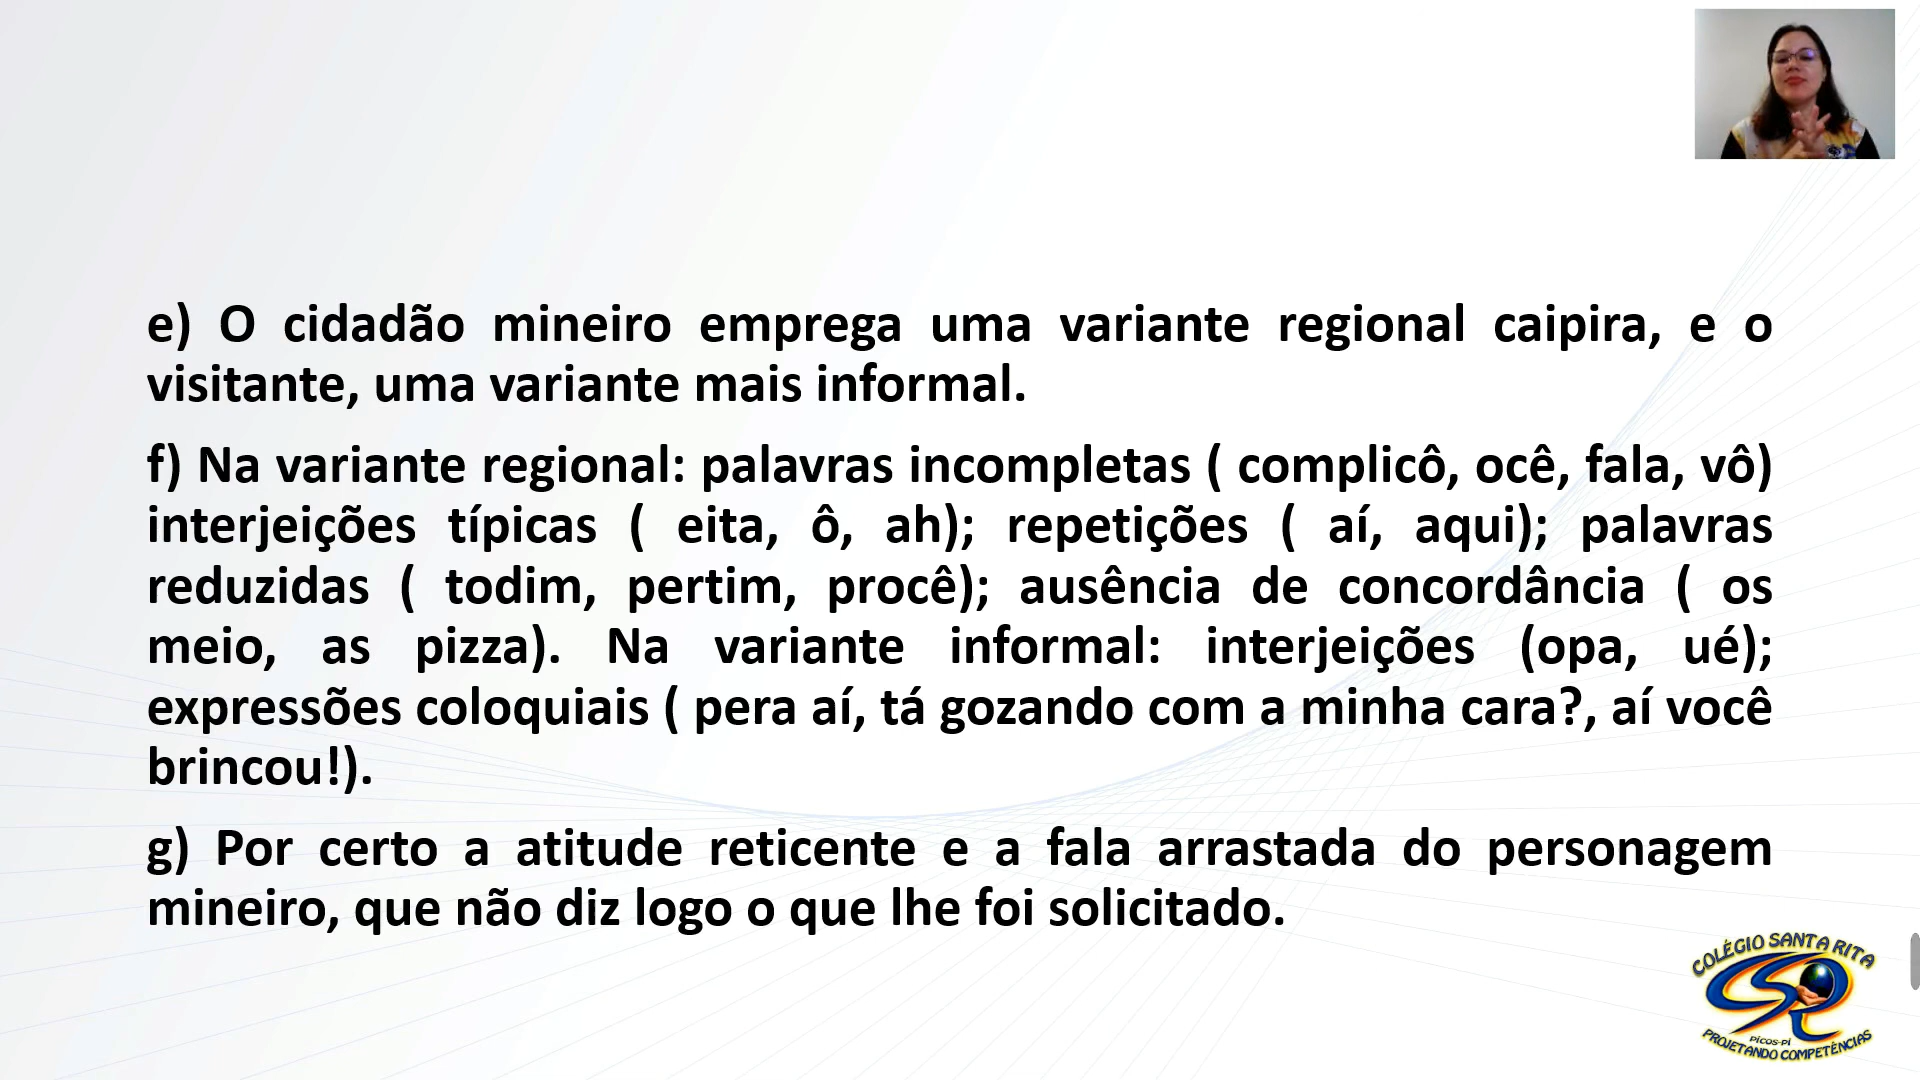 e) O cidadão mineiro emprega uma variante regional caipira, e o
visitante, uma variante mais informal.
f) Na variante regional: palavras incompletas ( complicô, ocê, fala, vô)
interjeições típicas ( eita, ô, ah); repetições ( aí, aqui); palavras
reduzidas ( todim, pertim, procê); ausência de concordância ( os
meio, as pizza). Na variante informal: interjeições (opa, ué);
expressões coloquiais ( pera aí, tá gozando com a minha cara?, aí você
brincou!).
g) Por certo a atitude reticente e a fala arrastada do personagem
mineiro, que não diz logo o que lhe foi solicitado.
COLÉGIO SANTA RITA
PICOS-PI
PROJETANDO COMPETÊNCIAS